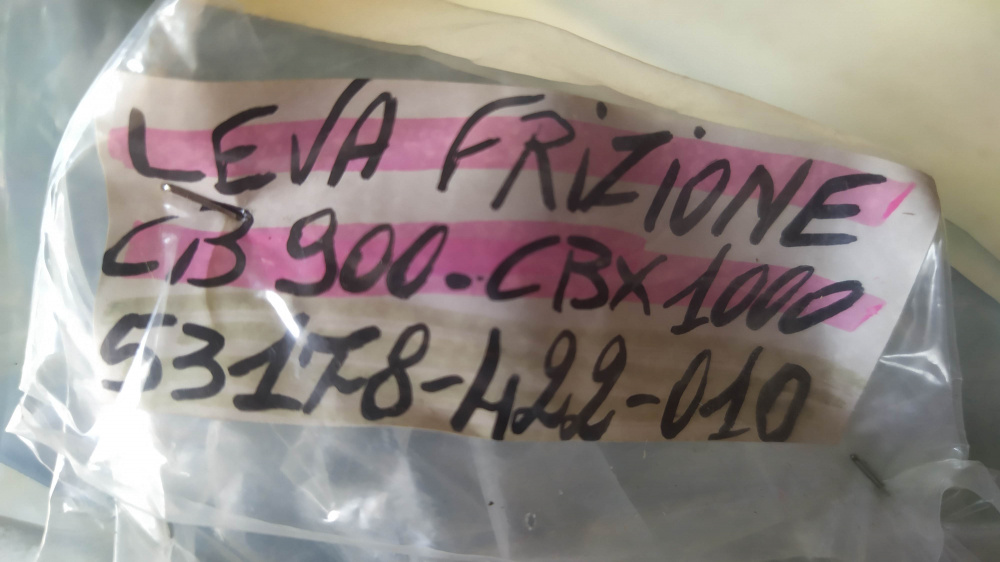 LEVA FRIZIONE
CB 900-CBX 1000
53178-422-010